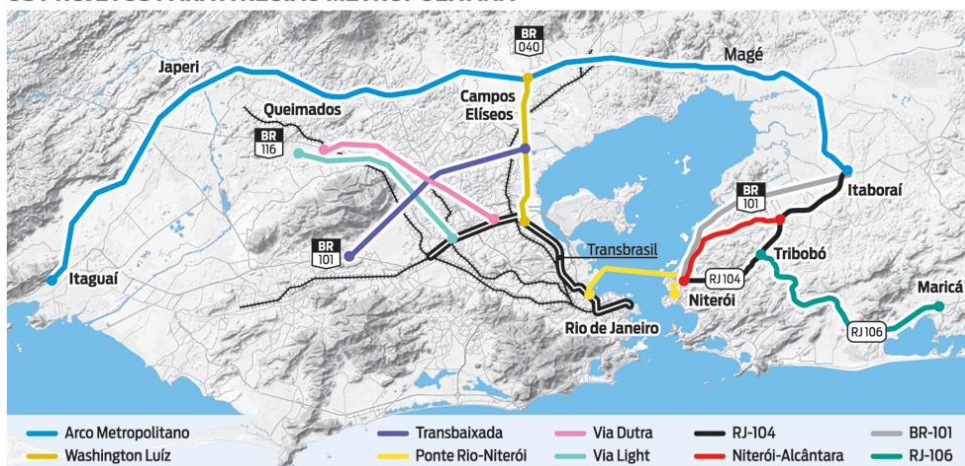 BR
040
Magé
Japeri
Campos
Elíseos
Queimados
BR
116
Itaboraí
BR
101
BR
101
Transbrasil
Tribobó
Itaguaí
RJ 104
Niterói
Maricá
Rio de Janeiro
RJ 106
Arco Metropolitano
Transbaixada
Via Dutra
RJ-104
BR-101
Washington Luíz
Ponte Rio-Niterói
Via Light
Niterói-Alcântara
RJ-106